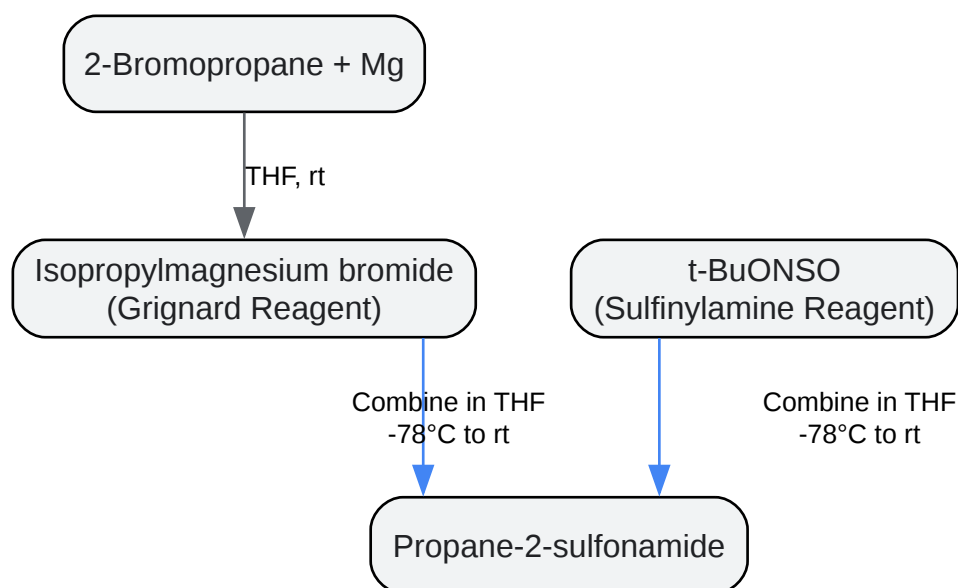 2-Bromopropane + Mg
THF, rt
Isopropylmagnesium bromide
(Grignard Reagent)
t-BuONSO
(Sulfinylamine Reagent)
Combine in THF
-78°C to rt
Combine in THF
-78°C to rt
Propane-2-sulfonamide